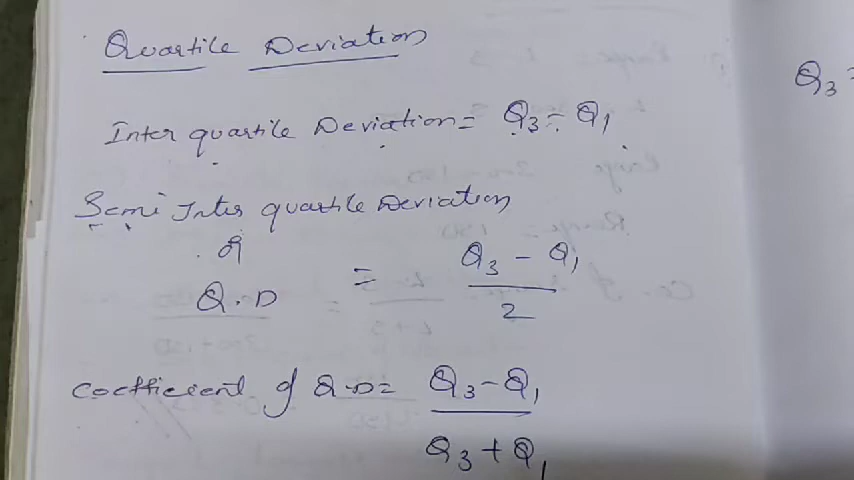 Quartile Deviation
Inter quartile Deviation = Q3 - Q1
Semi Inter quartile Deviation
or
Q.D = Q3 - Q1 / 2
Coefficient of Q.D = Q3 - Q1 / Q3 + Q1
Q3 =